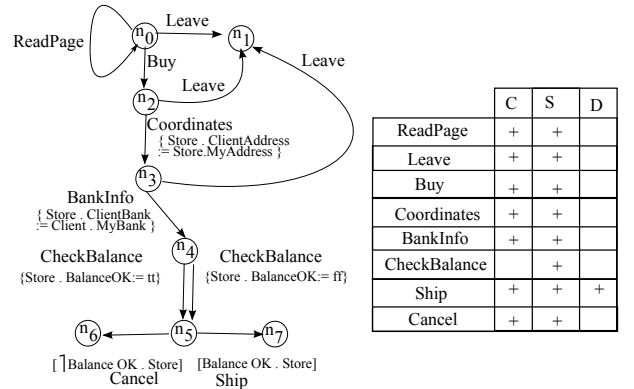 ReadPage
n0
Leave
n1
Buy
Leave
Leave
n2
Coordinates
{ Store . ClientAddress
:= Store.MyAddress }
n3
BankInfo
{ Store . ClientBank
:= Client . MyBank }
n4
CheckBalance
{Store . BalanceOK:= tt}
CheckBalance
{Store . BalanceOK:= ff}
n6
n5
n7
[ ⌉Balance OK . Store]
Cancel
[Balance OK . Store]
Ship
C S D
ReadPage + +
Leave + +
Buy + +
Coordinates + +
BankInfo + +
CheckBalance +
Ship + + +
Cancel + +